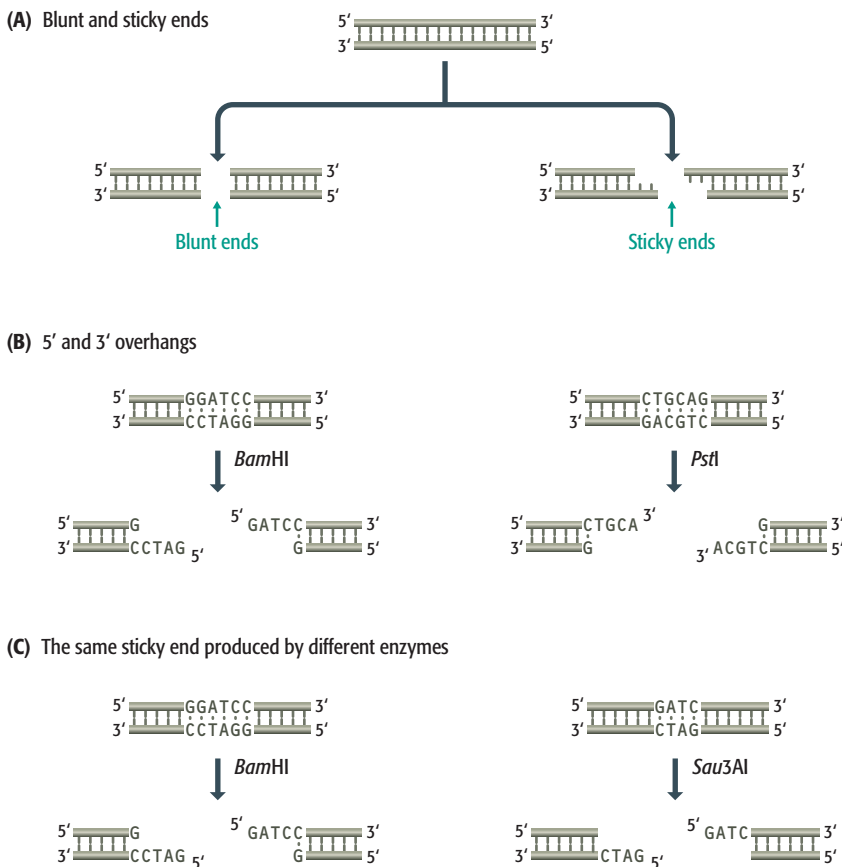 (A) Blunt and sticky ends
5‘ 3‘
3‘ 5‘
5‘ 3‘ 5‘ 3‘
3‘ 5‘ 3‘ 5‘
Blunt ends Sticky ends
(B) 5‘ and 3‘ overhangs
5‘ GGATCC 3‘ 5‘ CTGCAG 3‘
3‘ CCTAGG 5‘ 3‘ GACGTC 5‘
BamHI PstI
5‘ G 5‘ GATCC 3‘ 5‘ CTGCA 3‘ G 3‘
3‘ CCTAG 5‘ G 5‘ 3‘ G 3‘ ACGTC 5‘
(C) The same sticky end produced by different enzymes
5‘ GGATCC 3‘ 5‘ GATC 3‘
3‘ CCTAGG 5‘ 3‘ CTAG 5‘
BamHI Sau3AI
5‘ G 5‘ GATCC 3‘ 5‘ 5‘ GATC 3‘
3‘ CCTAG 5‘ G 5‘ 3‘ CTAG 5‘ 5‘